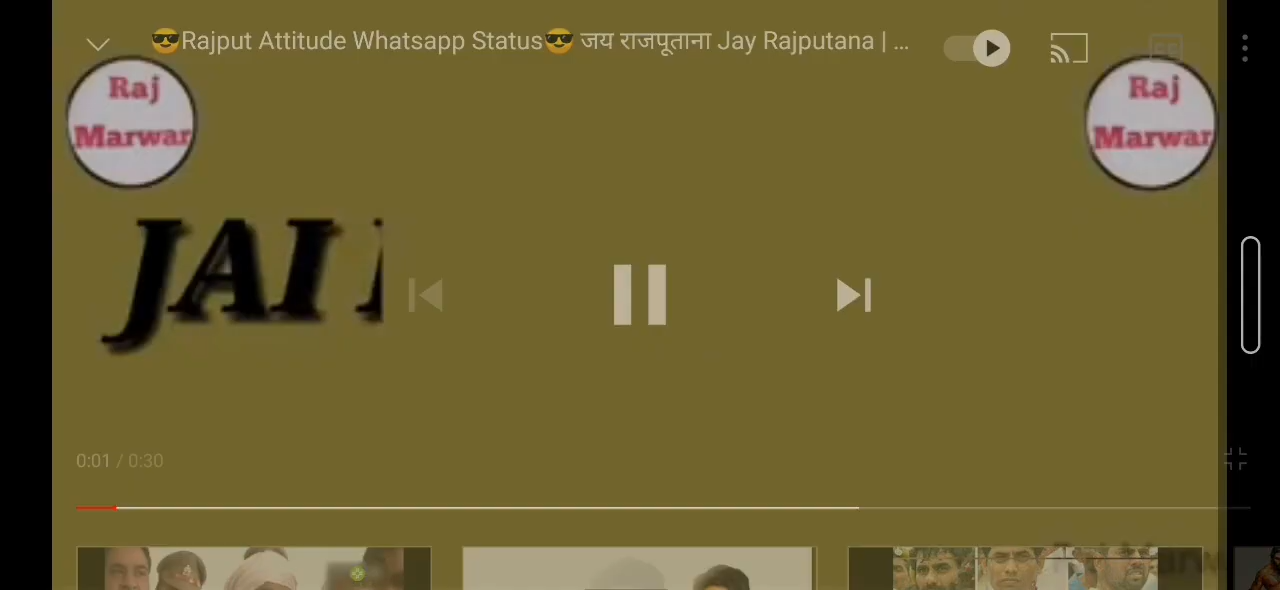 😎Rajput Attitude Whatsapp Status😎 जय राजपूताना Jay Rajputana | ...
Raj
Marwar
Raj
Marwar
JAI
0:01 / 0:30